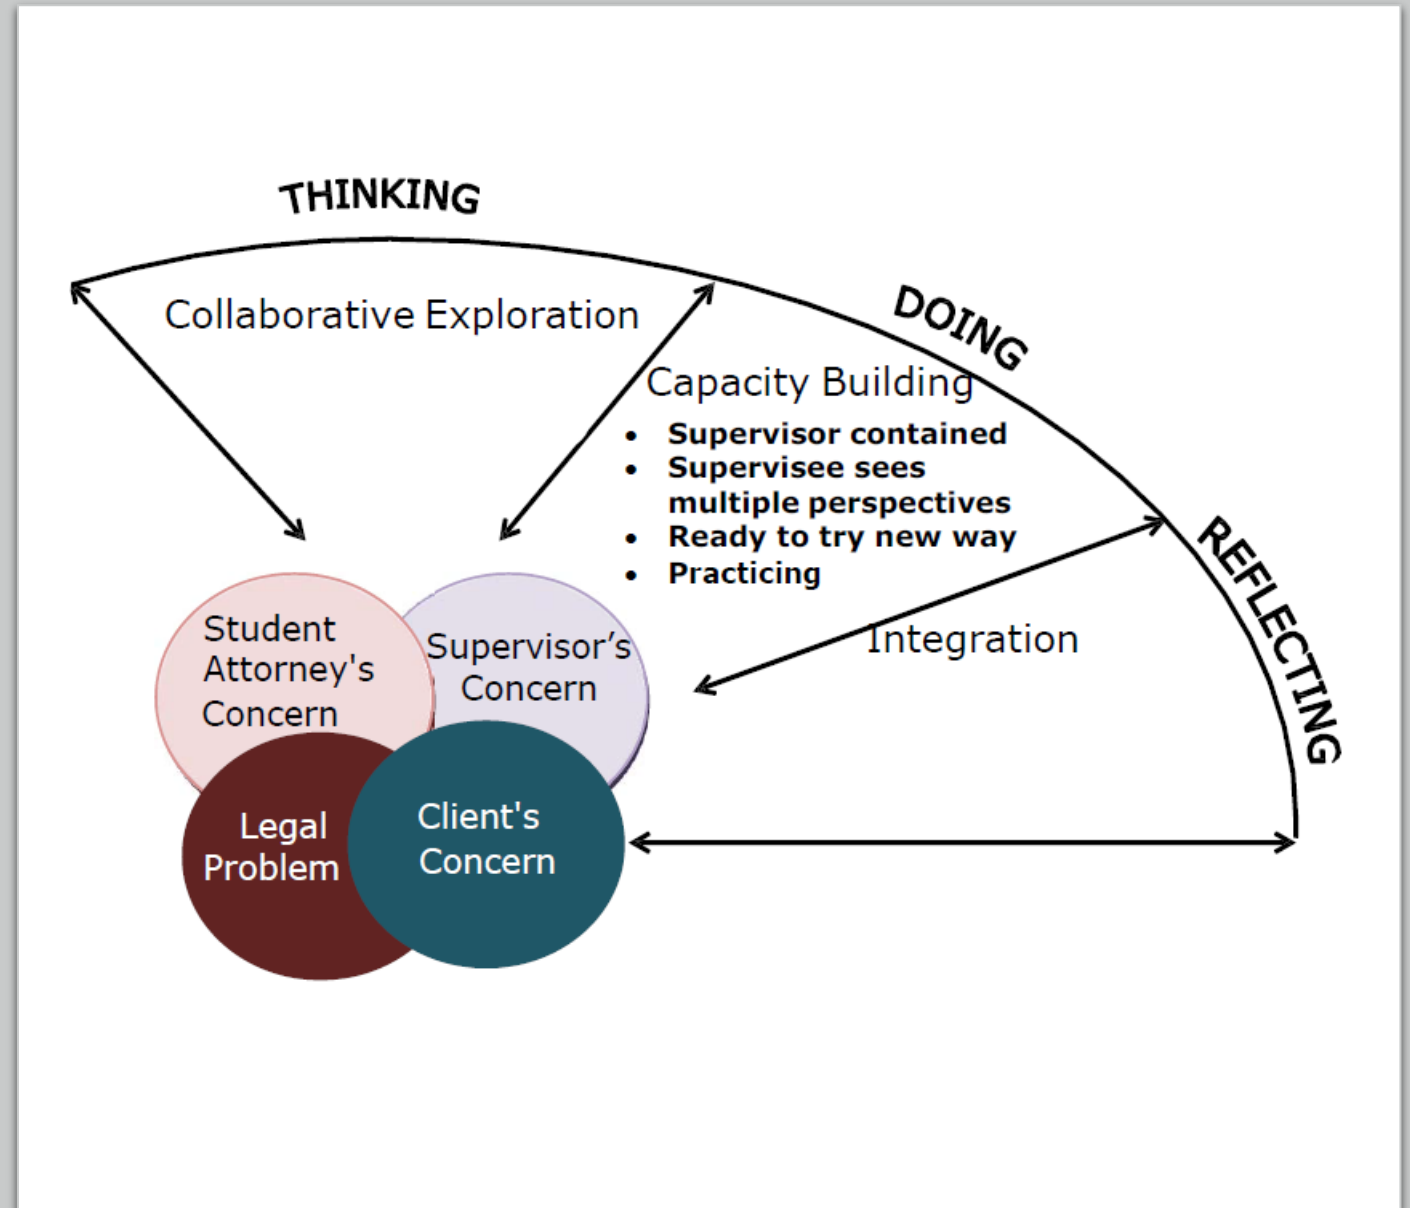 THINKING
Collaborative Exploration
DOING
Capacity Building
• Supervisor contained
• Supervisee sees
multiple perspectives
• Ready to try new way
• Practicing
REFLECTING
Integration
Student
Attorney's
Concern
Supervisor’s
Concern
Legal
Problem
Client's
Concern